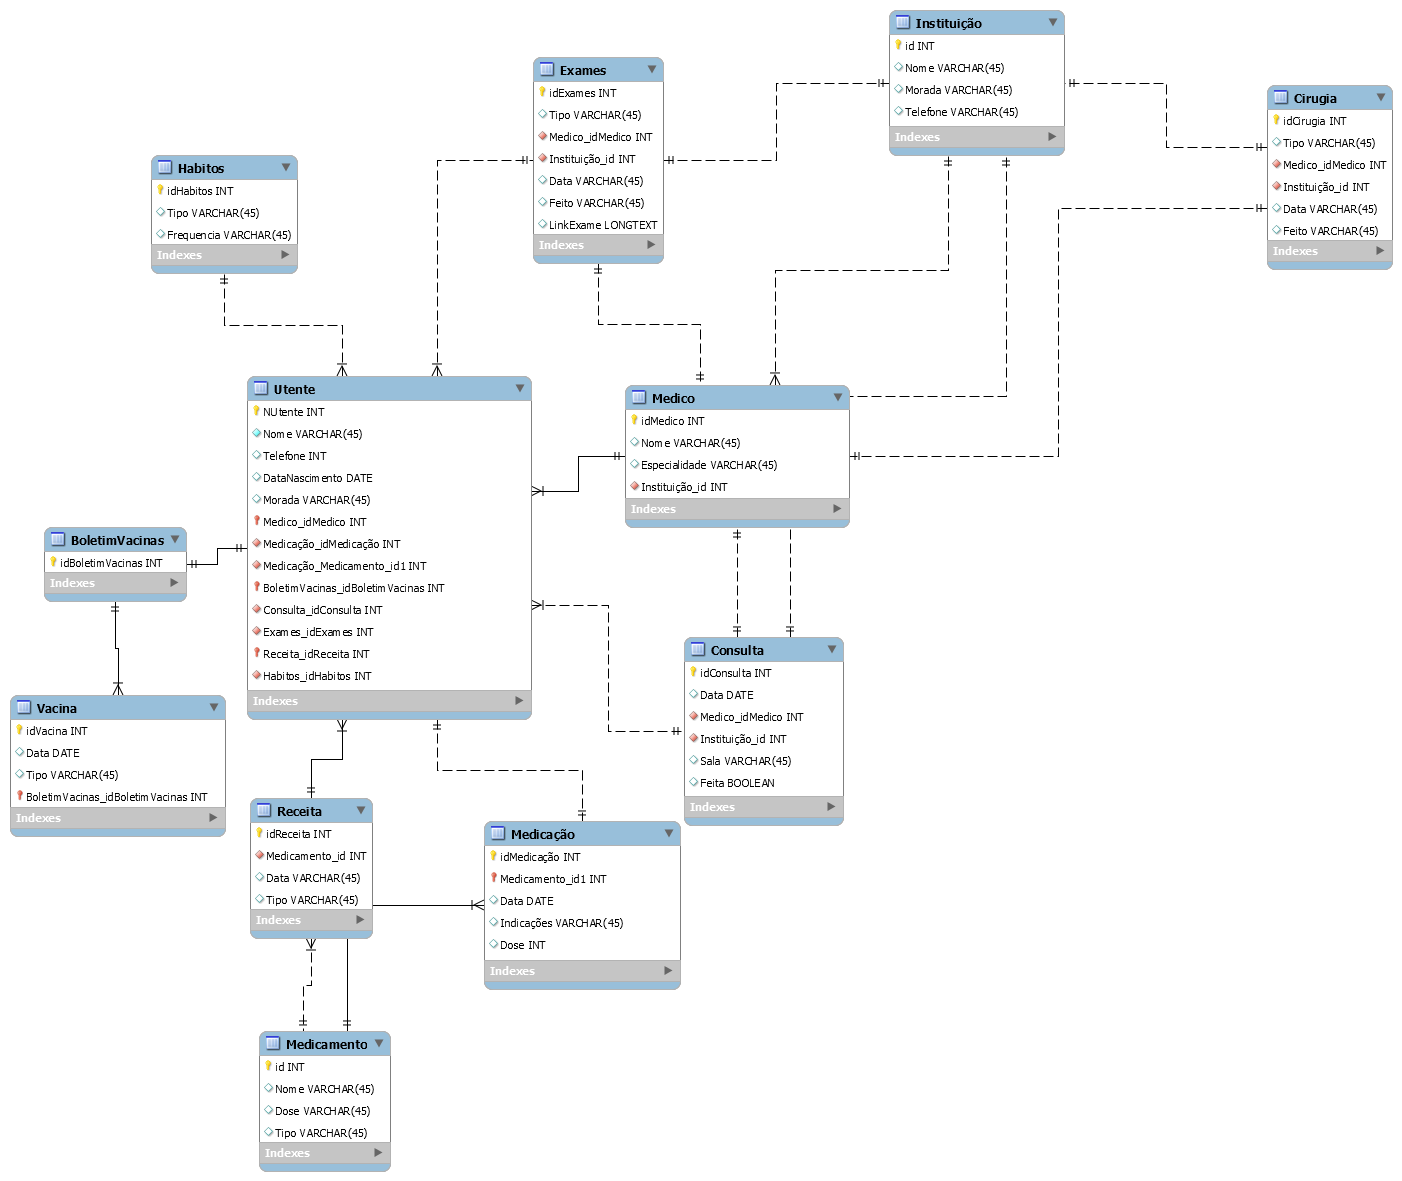 Instituição
id INT
Nome VARCHAR(45)
Morada VARCHAR(45)
Telefone VARCHAR(45)
Indexes
Exames
idExames INT
Tipo VARCHAR(45)
Medico_idMedico INT
Instituição_id INT
Data VARCHAR(45)
Feito VARCHAR(45)
LinkExame LONGTEXT
Indexes
Cirugia
idCirugia INT
Tipo VARCHAR(45)
Medico_idMedico INT
Instituição_id INT
Data VARCHAR(45)
Feito VARCHAR(45)
Indexes
Habitos
idHabitos INT
Tipo VARCHAR(45)
Frequencia VARCHAR(45)
Indexes
Utente
NUtente INT
Nome VARCHAR(45)
Telefone INT
DataNascimento DATE
Morada VARCHAR(45)
Medico_idMedico INT
Medicação_idMedicação INT
Medicação_Medicamento_id1 INT
BoletimVacinas_idBoletimVacinas INT
Consulta_idConsulta INT
Exames_idExames INT
Receita_idReceita INT
Habitos_idHabitos INT
Indexes
Medico
idMedico INT
Nome VARCHAR(45)
Especialidade VARCHAR(45)
Instituição_id INT
Indexes
BoletimVacinas
idBoletimVacinas INT
Indexes
Vacina
idVacina INT
Data DATE
Tipo VARCHAR(45)
BoletimVacinas_idBoletimVacinas INT
Indexes
Consulta
idConsulta INT
Data DATE
Medico_idMedico INT
Instituição_id INT
Sala VARCHAR(45)
Feita BOOLEAN
Indexes
Receita
idReceita INT
Medicamento_id INT
Data VARCHAR(45)
Tipo VARCHAR(45)
Indexes
Medicação
idMedicação INT
Medicamento_id1 INT
Data DATE
Indicações VARCHAR(45)
Dose INT
Indexes
Medicamento
id INT
Nome VARCHAR(45)
Dose VARCHAR(45)
Tipo VARCHAR(45)
Indexes